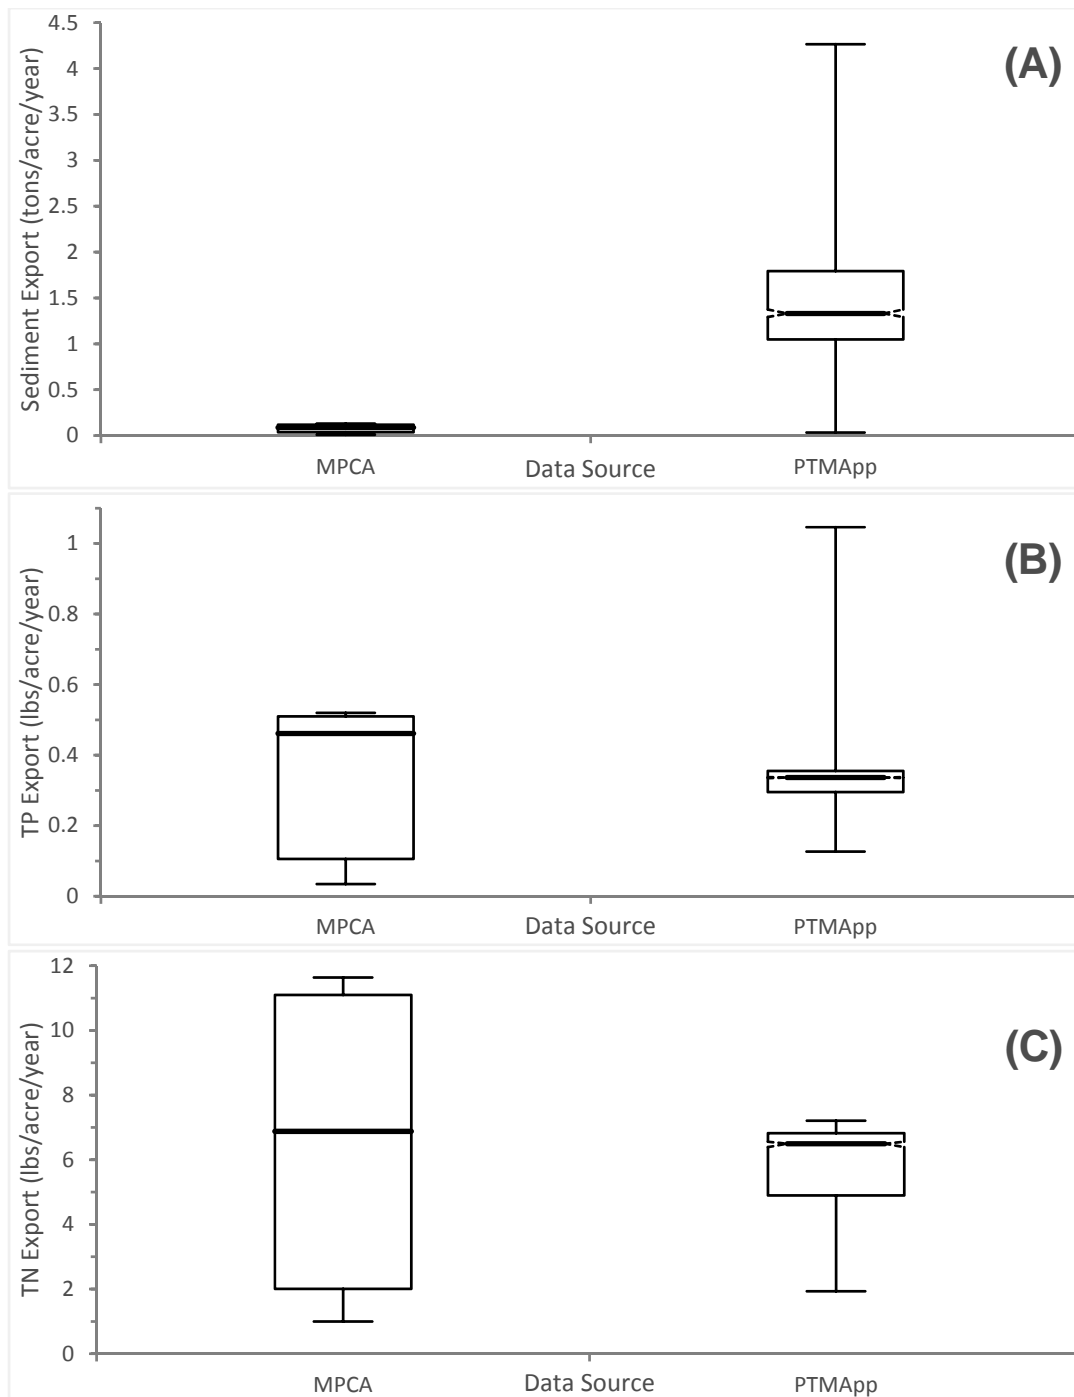 (A)
Sediment Export (tons/acre/year)
4.5
4
3.5
3
2.5
2
1.5
1
0.5
0
MPCA
Data Source
PTMApp
(B)
TP Export (lbs/acre/year)
1
0.8
0.6
0.4
0.2
0
MPCA
Data Source
PTMApp
(C)
TN Export (lbs/acre/year)
12
10
8
6
4
2
0
MPCA
Data Source
PTMApp